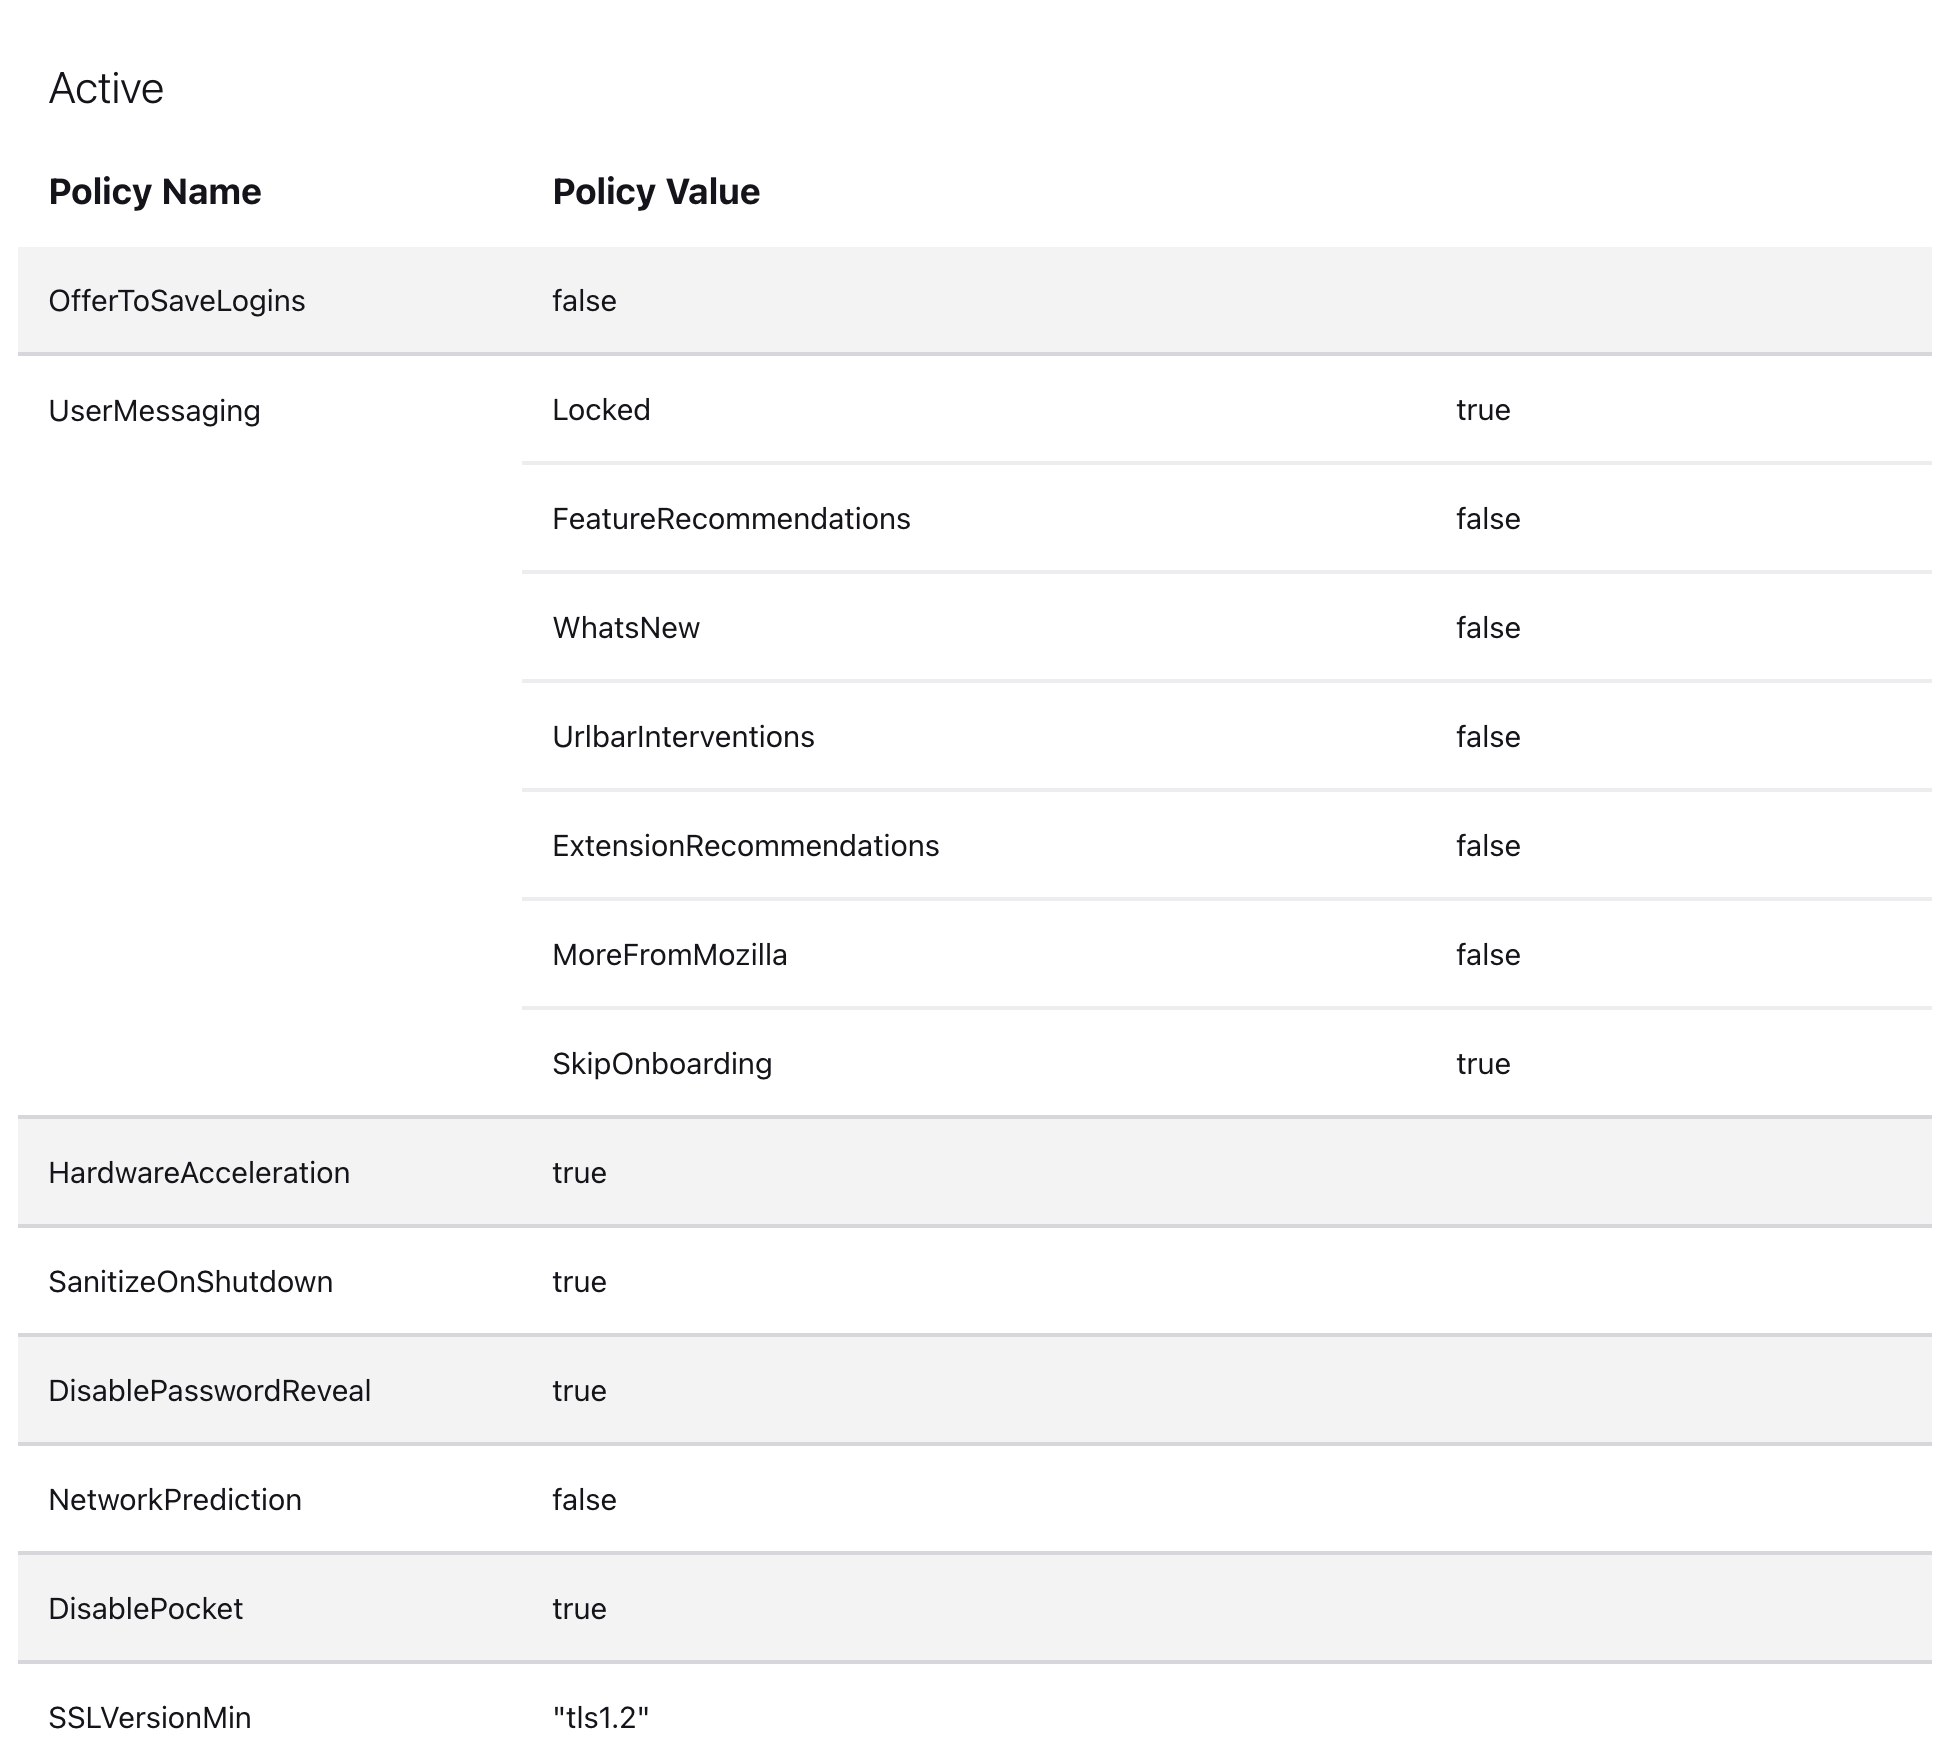 Active
Policy Name Policy Value
OfferToSaveLogins false
UserMessaging Locked true
FeatureRecommendations false
WhatsNew false
UrlbarInterventions false
ExtensionRecommendations false
MoreFromMozilla false
SkipOnboarding true
HardwareAcceleration true
SanitizeOnShutdown true
DisablePasswordReveal true
NetworkPrediction false
DisablePocket true
SSLVersionMin "tls1.2"